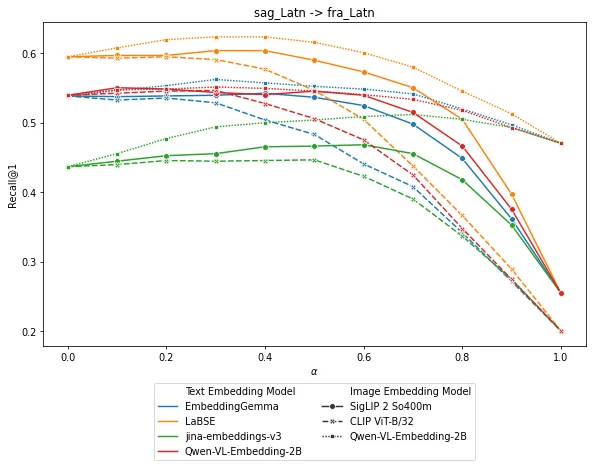 sag_Latn -> fra_Latn
Recall@1
0.6
0.5
0.4
0.3
0.2
0.0 0.2 0.4 0.6 0.8 1.0
α
Text Embedding Model Image Embedding Model
EmbeddingGemma SigLIP 2 So400m
LaBSE CLIP ViT-B/32
jina-embeddings-v3 Qwen-VL-Embedding-2B
Qwen-VL-Embedding-2B